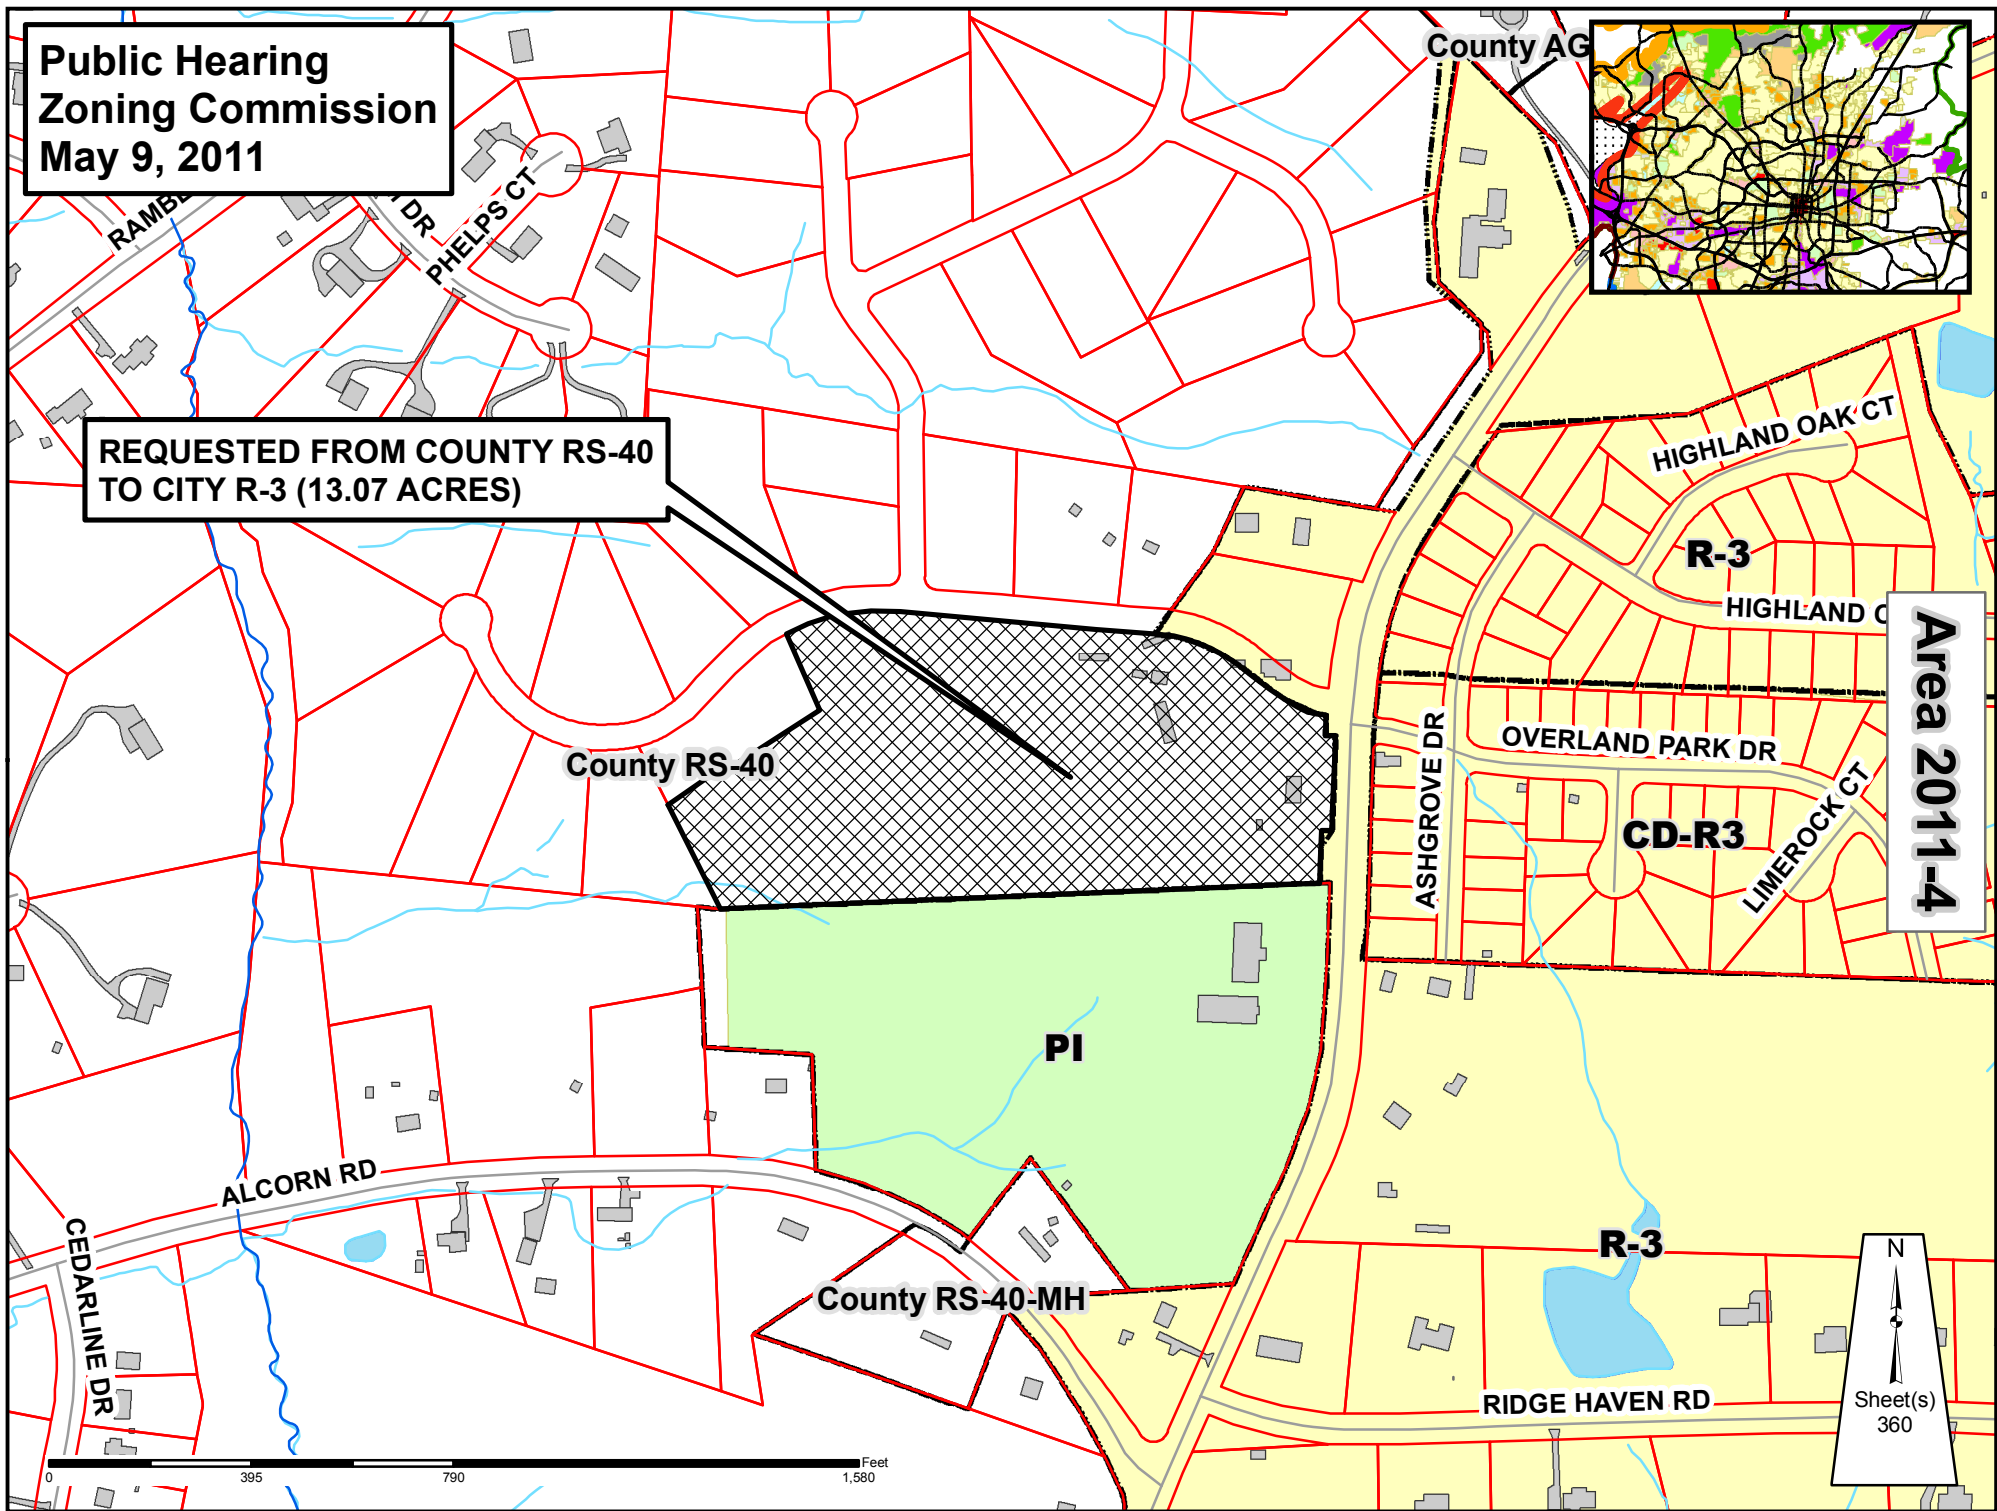 Public Hearing
Zoning Commission
May 9, 2011
County AG
PHELPS CT
DR
REQUESTED FROM COUNTY RS-40
TO CITY R-3 (13.07 ACRES)
HIGHLAND OAK CT
R-3
HIGHLAND
Area 2011-4
County RS-40
ASHGROVE DR
OVERLAND PARK DR
CD-R3
LIMEROCK CT
PI
ALCORN RD
CEDARLINE DR
County RS-40-MH
R-3
RIDGE HAVEN RD
N
Sheet(s)
360
0 395 790 1,580 Feet